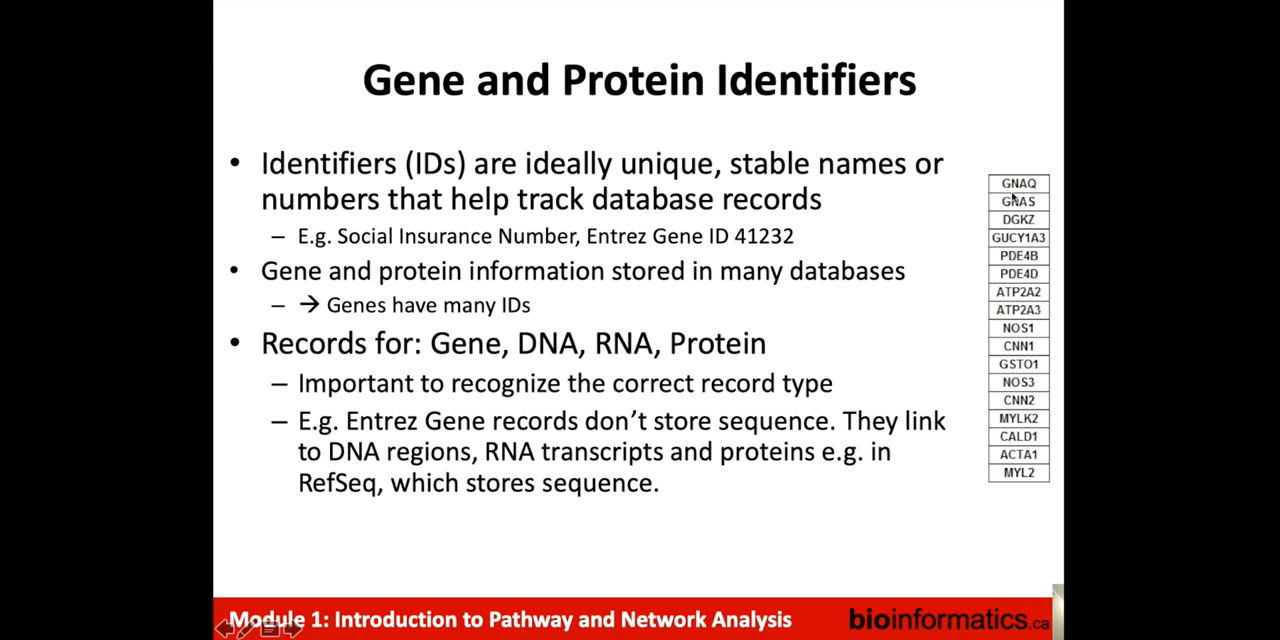 Gene and Protein Identifiers
• Identifiers (IDs) are ideally unique, stable names or
numbers that help track database records
– E.g. Social Insurance Number, Entrez Gene ID 41232
• Gene and protein information stored in many databases
– → Genes have many IDs
• Records for: Gene, DNA, RNA, Protein
– Important to recognize the correct record type
– E.g. Entrez Gene records don’t store sequence. They link
to DNA regions, RNA transcripts and proteins e.g. in
RefSeq, which stores sequence.
GNAQ
GNAS
DGKZ
GUCY1A3
PDE4B
PDE4D
ATP2A2
ATP2A3
NOS1
CNN1
GSTO1
NOS3
CNN2
MYLK2
CALD1
ACTA1
MYL2
Module 1: Introduction to Pathway and Network Analysis
bioinformatics.ca